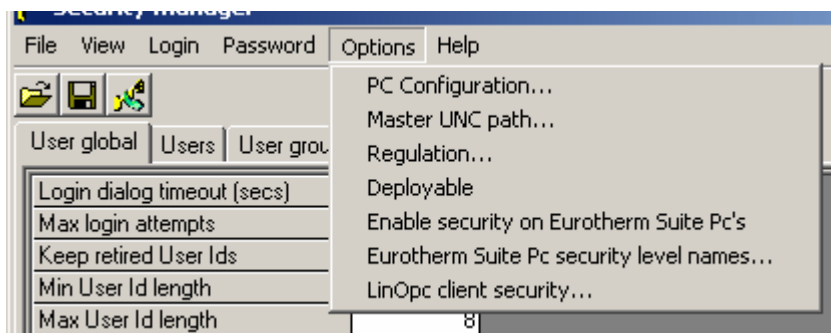 Security Manager
File View Login Password Options Help
PC Configuration...
Master UNC path...
Regulation...
Deployable
Enable security on Eurotherm Suite Pc's
Eurotherm Suite Pc security level names...
LinOpc client security...
User global Users User grou
Login dialog timeout (secs)
Max login attempts
Keep retired User Ids
Min User Id length
Max User Id length 8